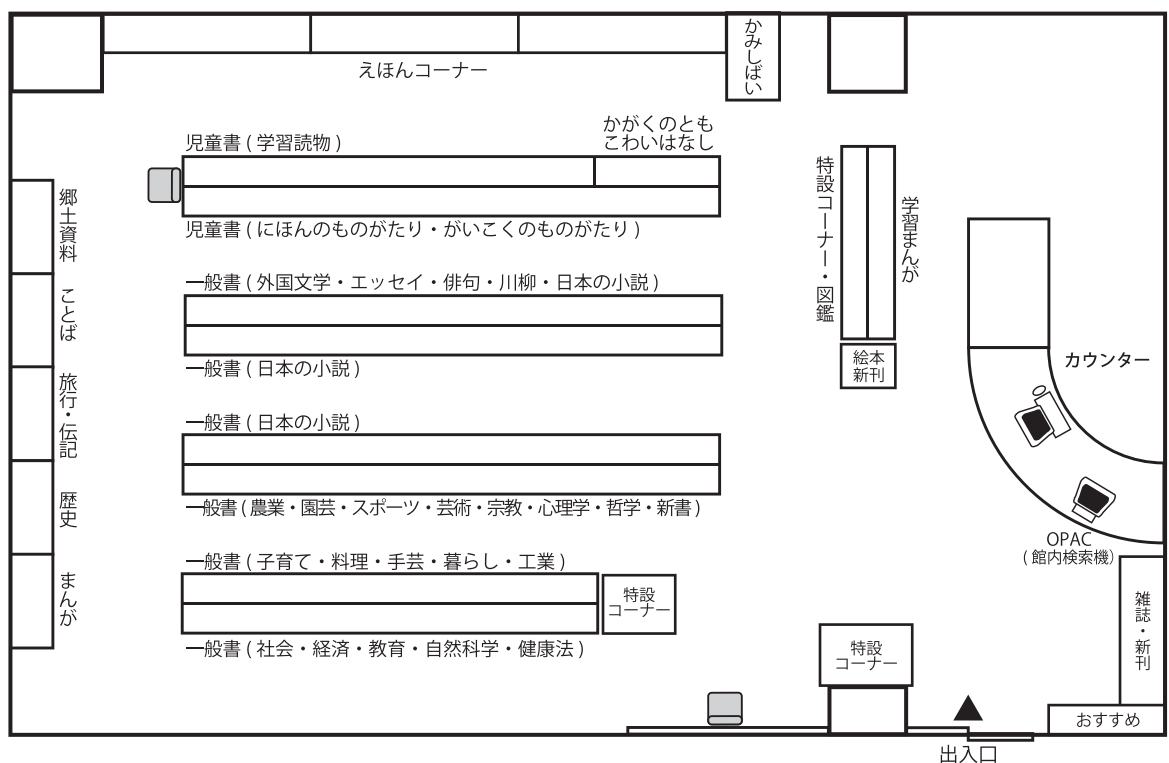 えほんコーナー
かみしばい
児童書 ( 学習読物 )
かがくのとも
こわいはなし
児童書 ( にほんのものがたり・がいこくのものがたり )
一般書 ( 外国文学・エッセイ・俳句・川柳・日本の小説 )
一般書 ( 日本の小説 )
一般書 ( 日本の小説 )
一般書 ( 農業・園芸・スポーツ・芸術・宗教・心理学・哲学・新書 )
一般書 ( 子育て・料理・手芸・暮らし・工業 )
特設
コーナー
一般書 ( 社会・経済・教育・自然科学・健康法 )
郷土資料
ことば
旅行・伝記
歴史
まんが
特設コーナー・図鑑
学習まんが
絵本
新刊
カウンター
OPAC
( 館内検索機)
雑誌・新刊
おすすめ
特設
コーナー
出入口